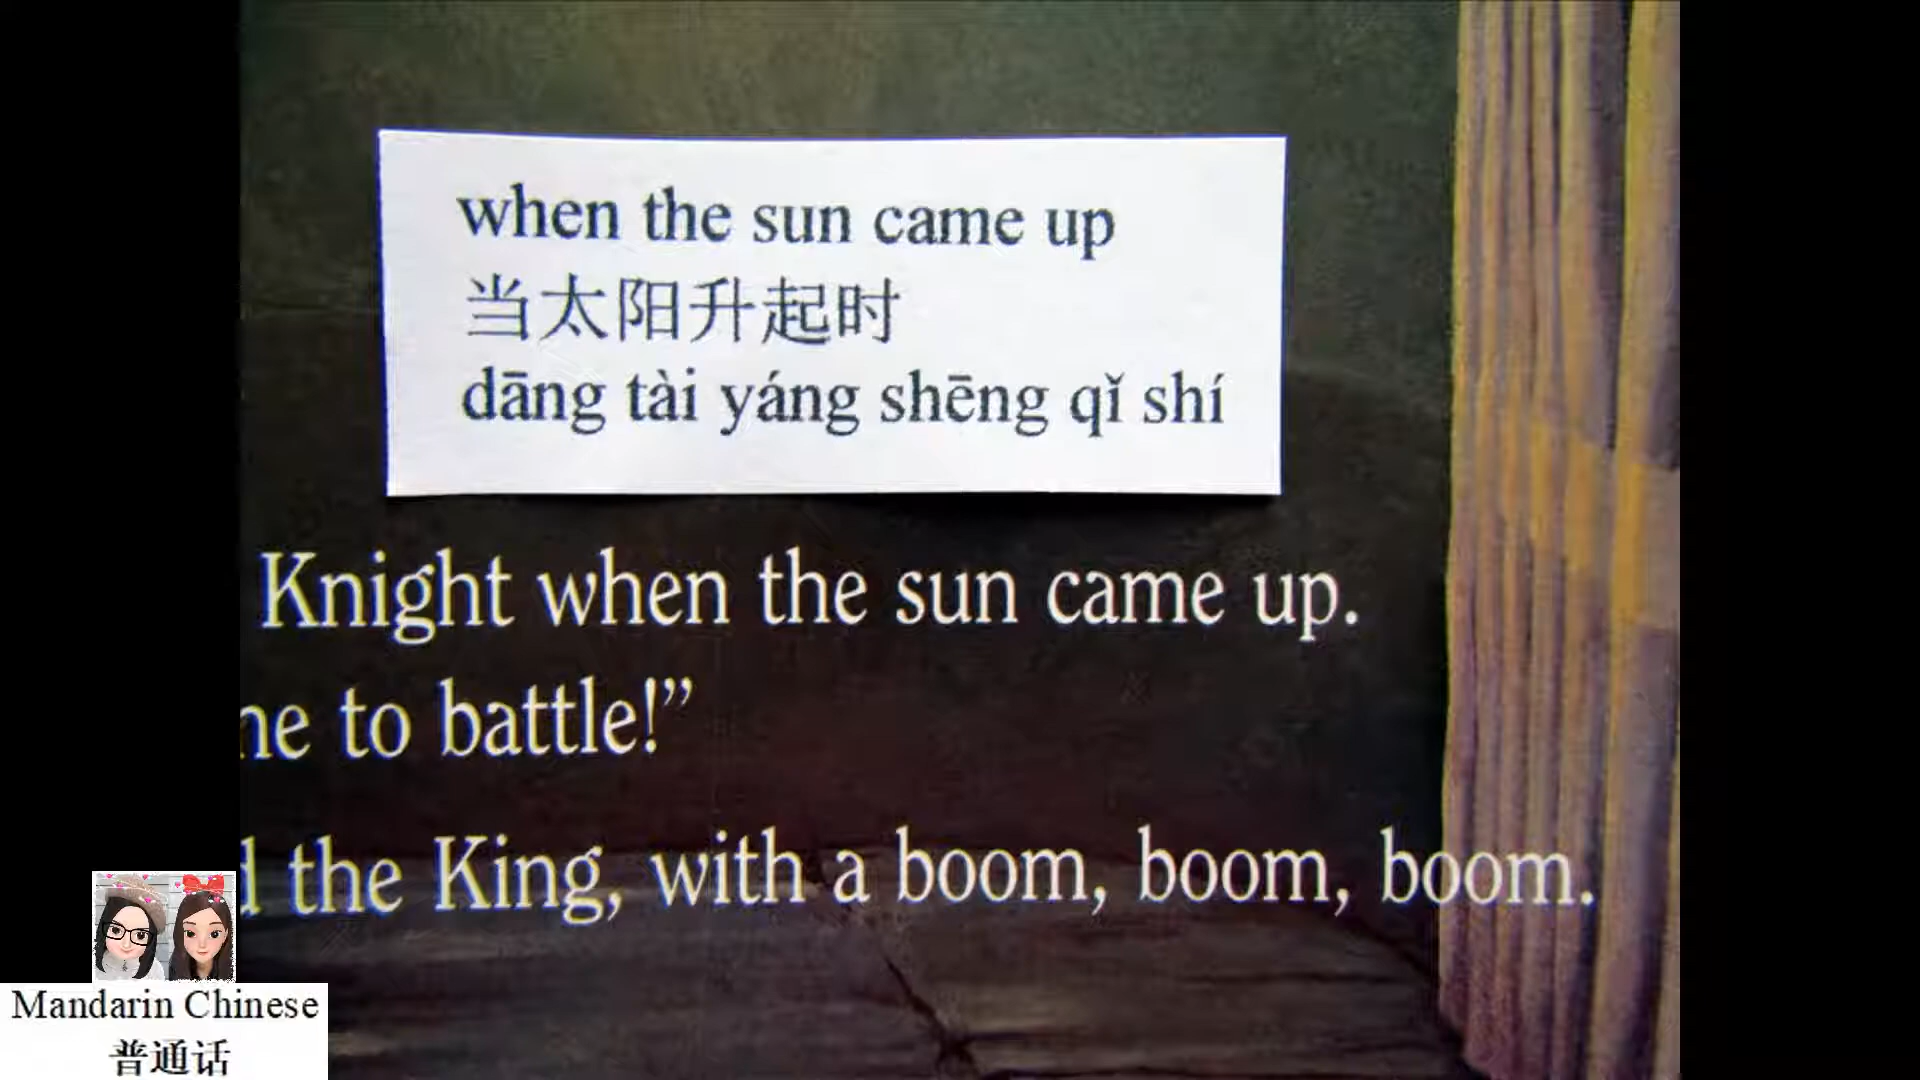 when the sun came up
当太阳升起时
dāng tài yáng shēng qǐ shí
Knight when the sun came up.
to battle!”
the King, with a boom, boom, boom.
Mandarin Chinese
普通话